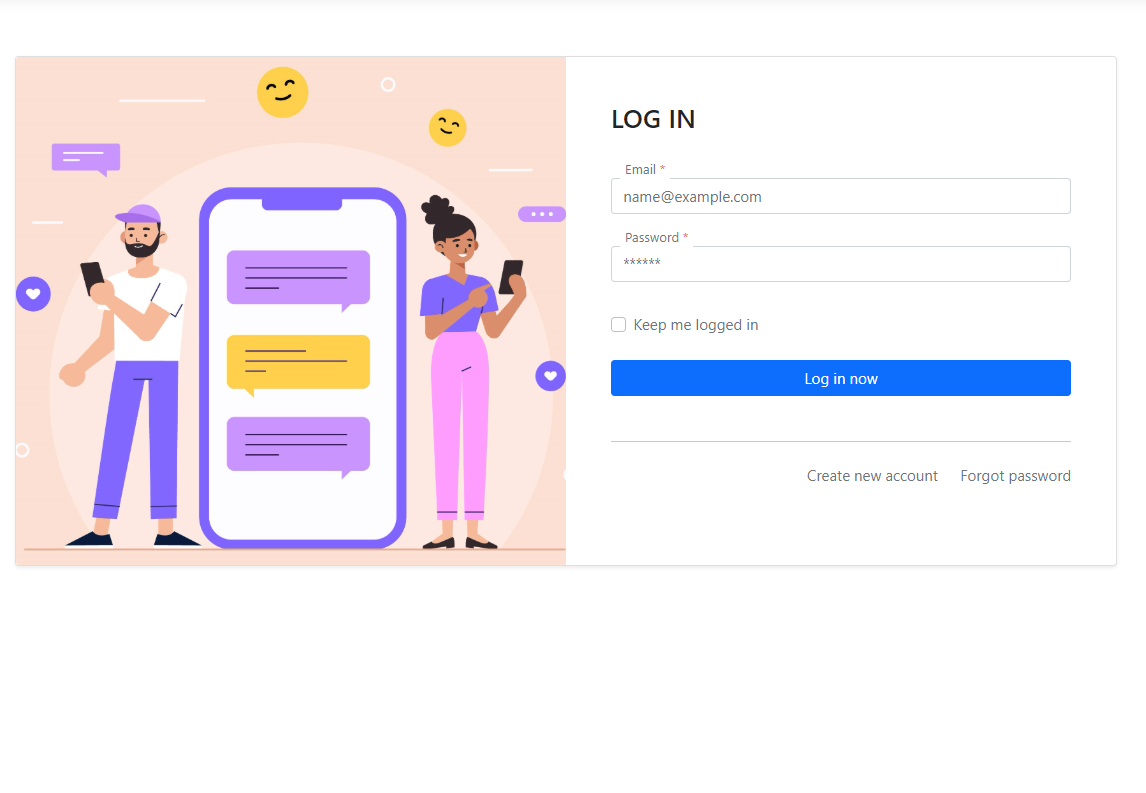 LOG IN
Email *
name@example.com
Password *
******
Keep me logged in
Log in now
Create new account Forgot password